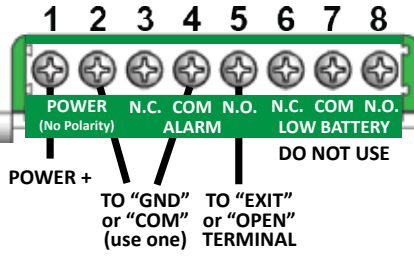 1 2 3 4 5 6 7 8
POWER N.C. COM N.O. N.C. COM N.O.
(No Polarity) ALARM LOW BATTERY
DO NOT USE
POWER +
TO “GND” TO “EXIT”
or “COM” or “OPEN”
(use one) TERMINAL